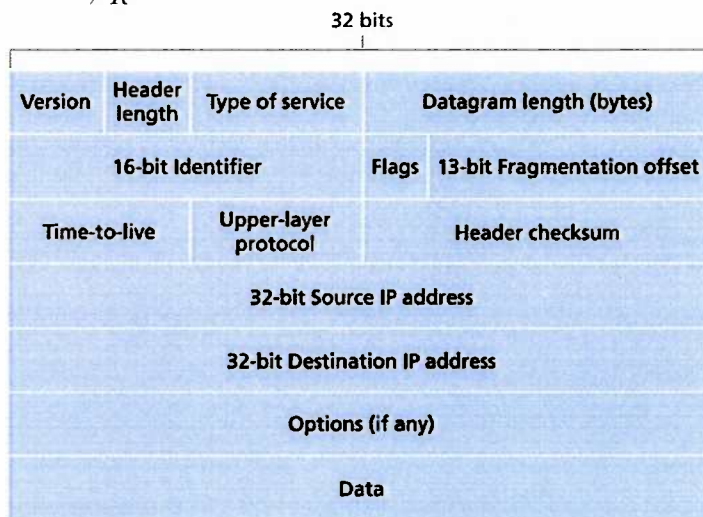 32 bits
Version
Header length
Type of service
Datagram length (bytes)
16-bit Identifier
Flags
13-bit Fragmentation offset
Time-to-live
Upper-layer protocol
Header checksum
32-bit Source IP address
32-bit Destination IP address
Options (if any)
Data